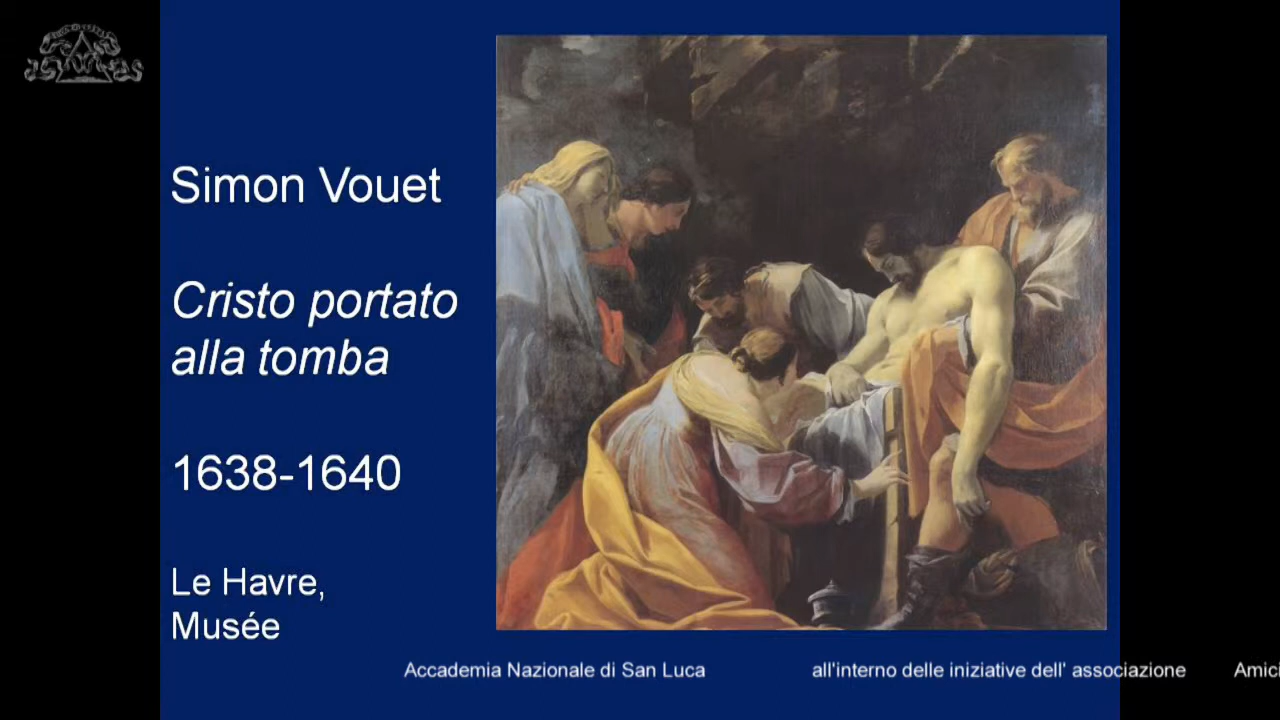 Simon Vouet
Cristo portato
alla tomba
1638-1640
Le Havre,
Musée
Accademia Nazionale di San Luca all'interno delle iniziative dell' associazione Amici